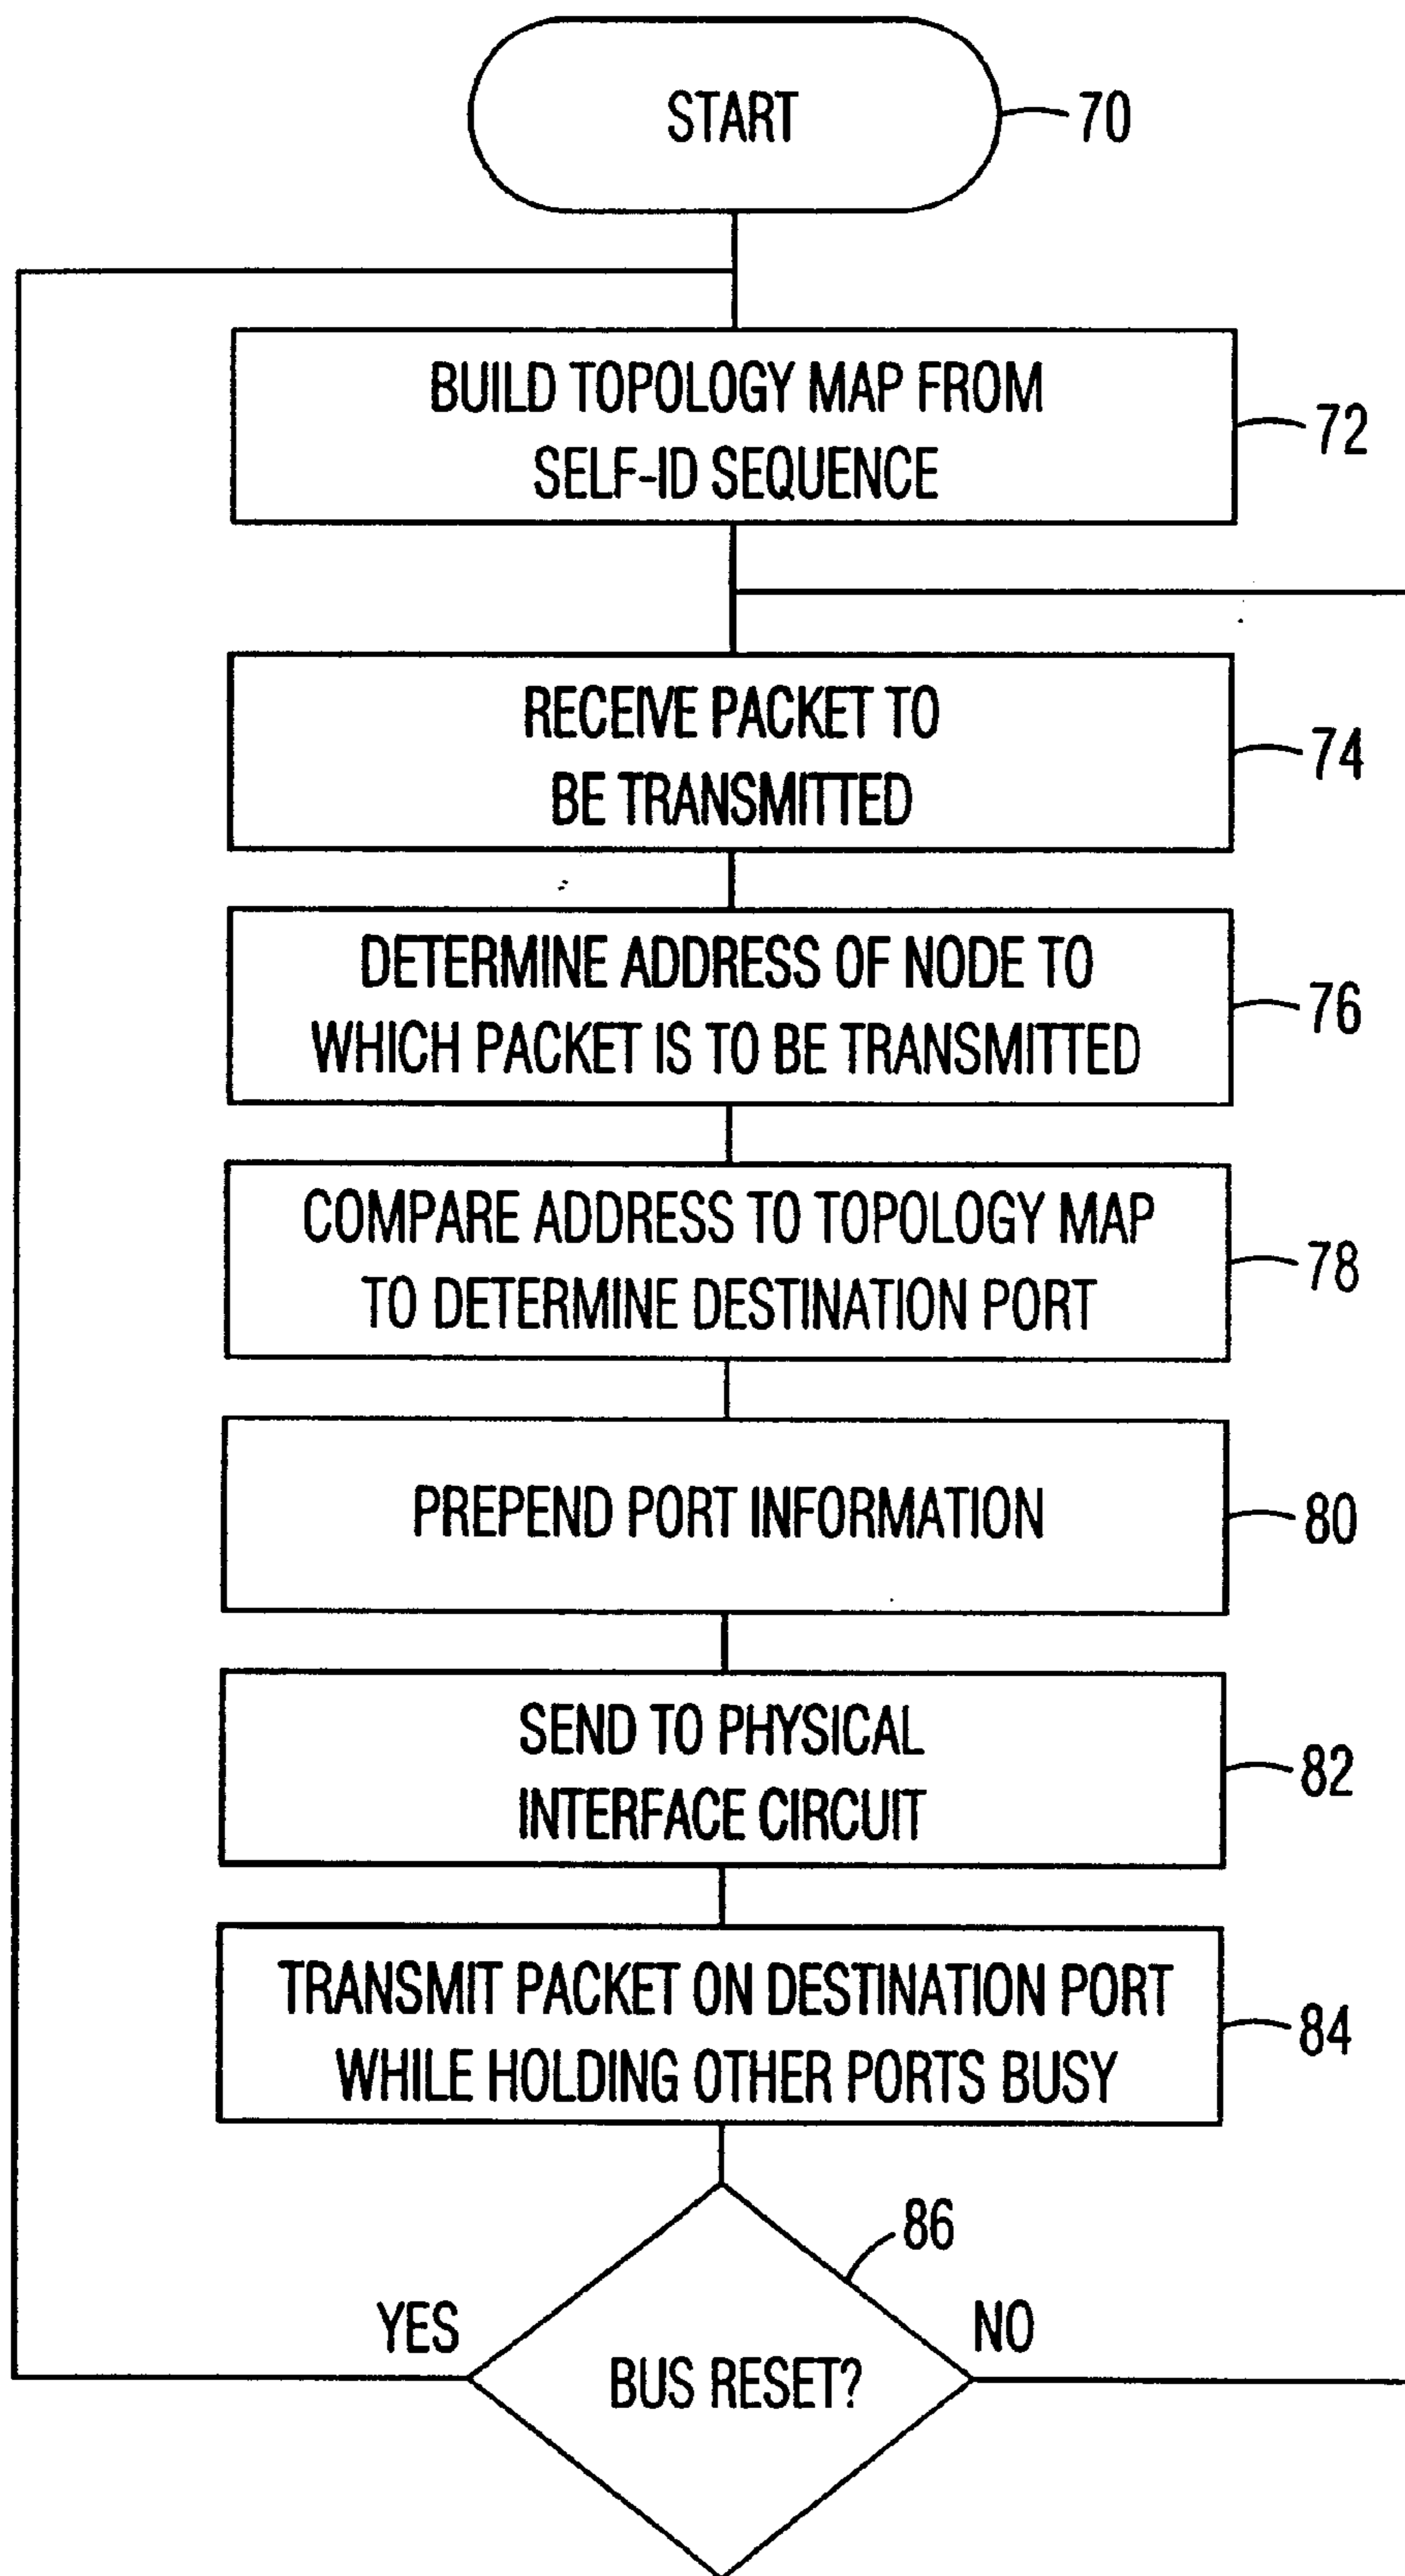 START
70
BUILD TOPOLOGY MAP FROM
SELF-ID SEQUENCE
72
RECEIVE PACKET TO
BE TRANSMITTED
74
DETERMINE ADDRESS OF NODE TO
WHICH PACKET IS TO BE TRANSMITTED
76
COMPARE ADDRESS TO TOPOLOGY MAP
TO DETERMINE DESTINATION PORT
78
PREPEND PORT INFORMATION
80
SEND TO PHYSICAL
INTERFACE CIRCUIT
82
TRANSMIT PACKET ON DESTINATION PORT
WHILE HOLDING OTHER PORTS BUSY
84
86
YES
NO
BUS RESET?